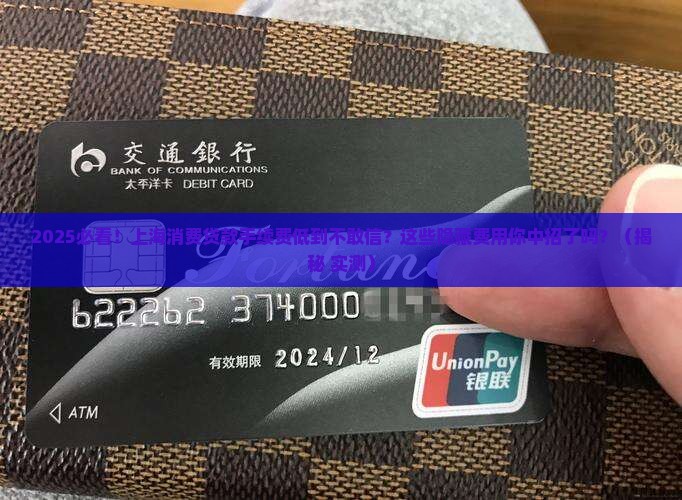 交通銀行
BANK OF COMMUNICATIONS
太平洋卡 DEBIT CARD
2025必看！上海消费贷款手续费低到不敢信？这些隐藏费用你中招了吗？（揭
秘 实测）
Fortune
622262 374000
有效期限 2024/12
UnionPay
银联
ATM